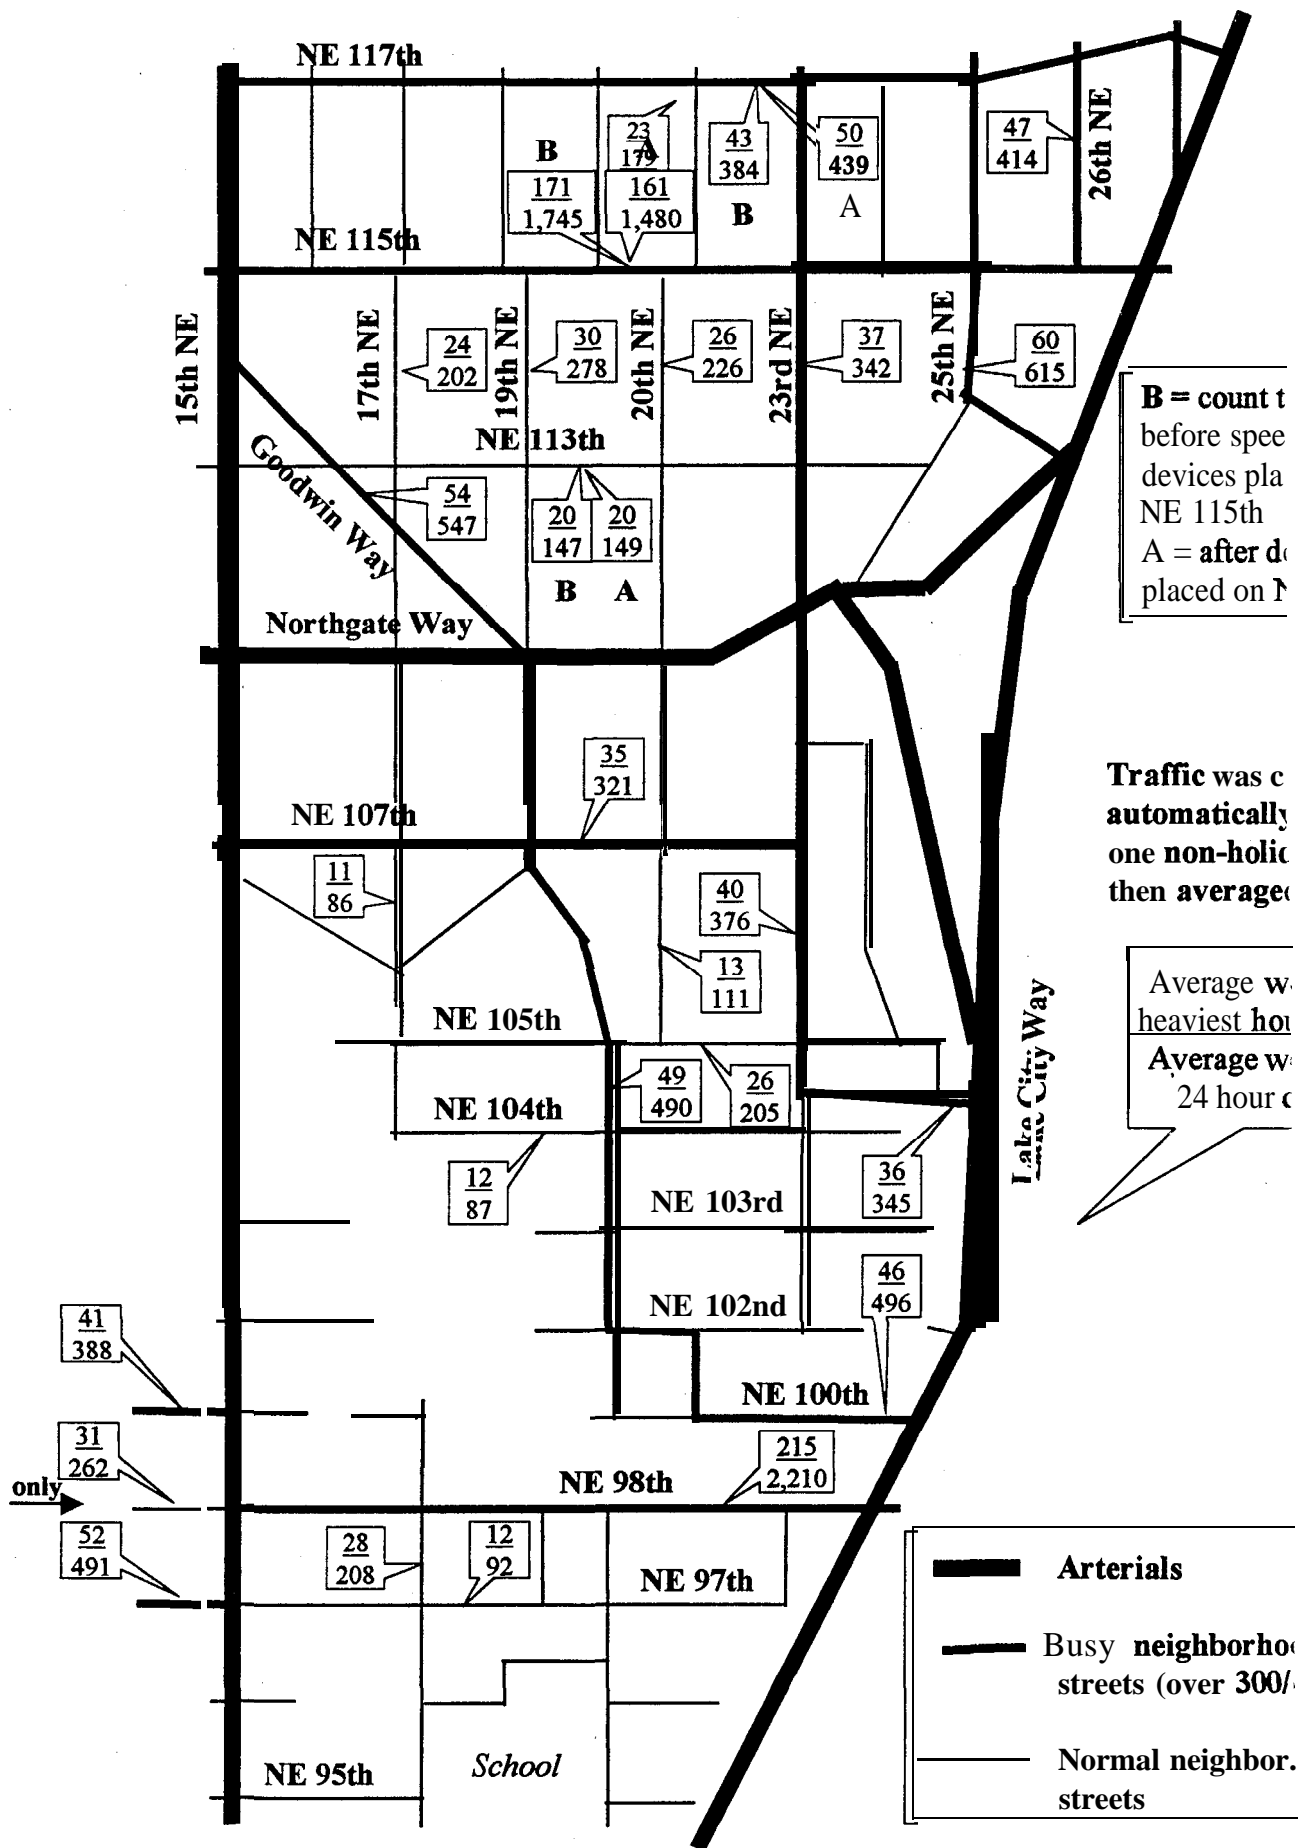 NE 117th
23
179
A
B
43
384
B
50
439
A
47
414
26th NE
171
1,745
161
1,480
NE 115th
15th NE
17th NE
24
202
19th NE
30
278
20th NE
26
226
23rd NE
37
342
25th NE
60
615
B = count t
before spee
devices pla
NE 115th
A = after d
placed on N
NE 113th
Goodwin Way
54
547
20
147
20
149
B A
Northgate Way
35
321
NE 107th
Traffic was c
automatically
one non-holid
then averaged
11
86
40
376
13
111
NE 105th
Average w
heaviest hou
Average w
24 hour c
Lake City Way
49
490
26
205
NE 104th
12
87
36
345
NE 103rd
46
496
NE 102nd
41
388
NE 100th
31
262
only
215
2,210
NE 98th
52
491
28
208
12
92
NE 97th
Arterials
Busy neighborho
streets (over 300/
School
NE 95th
Normal neighbor.
streets